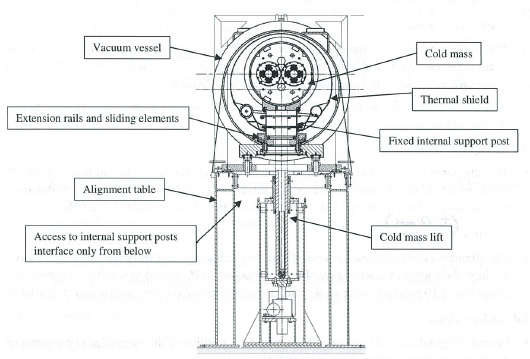 Vacuum vessel
Cold mass
Thermal shield
Extension rails and sliding elements
Fixed internal support post
Alignment table
Access to internal support posts
interface only from below
Cold mass lift